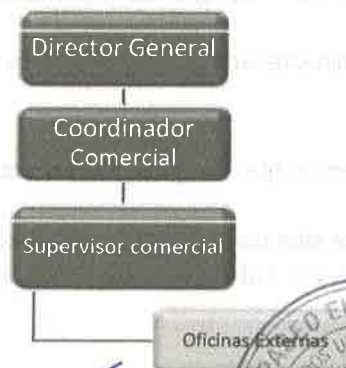 Director General
Coordinador
Comercial
Supervisor comercial
Oficinas Externas